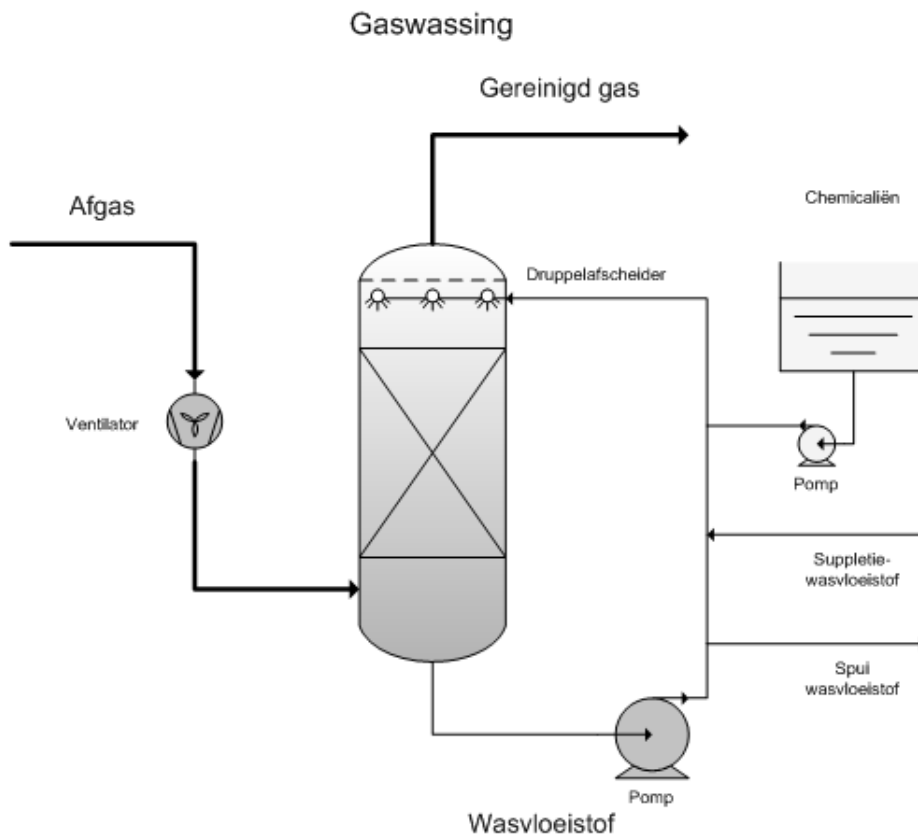 Gaswassing
Gereinigd gas
Chemicaliën
Afgas
Druppelafscheider
Ventilator
Pomp
Suppletie-
wasvloeistof
Spui
wasvloeistof
Pomp
Wasvloeistof